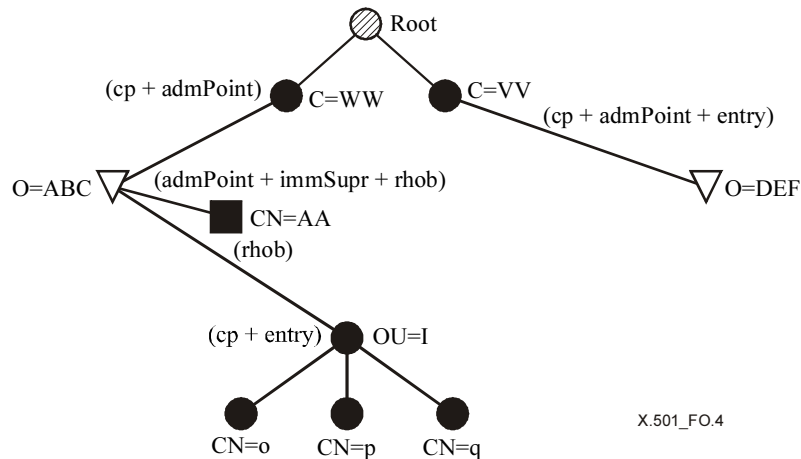 Root
(cp + admPoint)
C=WW
C=VV
(cp + admPoint + entry)
O=ABC
(admPoint + immSupr + rhob)
O=DEF
CN=AA
(rhob)
(cp + entry)
OU=I
CN=o
CN=p
CN=q
X.501_FO.4